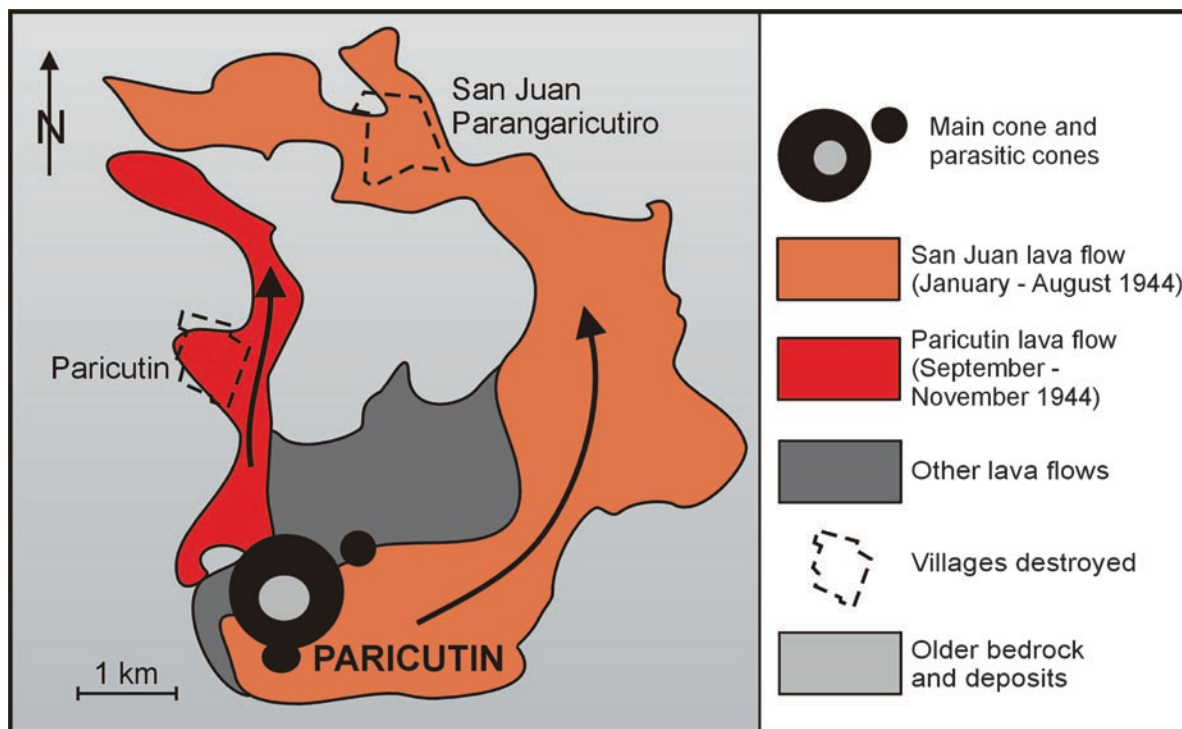 N
San Juan
Parangaricutiro
Paricutin
PARICUTIN
1 km
Main cone and
parasitic cones
San Juan lava flow
(January - August 1944)
Paricutin lava flow
(September -
November 1944)
Other lava flows
Villages destroyed
Older bedrock
and deposits